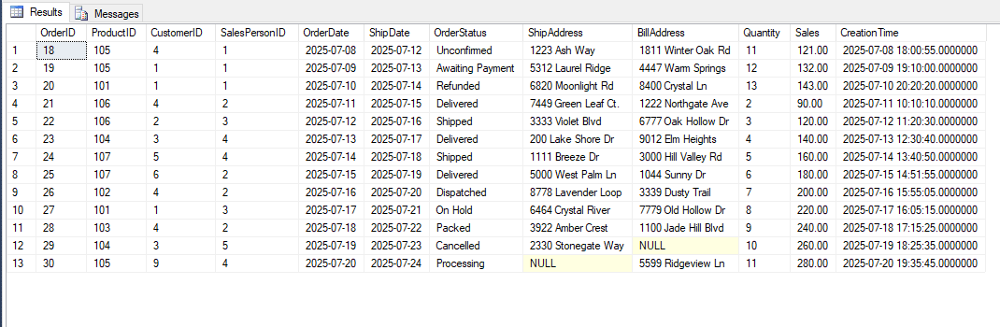 Results Messages
OrderID ProductID CustomerID SalesPersonID OrderDate ShipDate OrderStatus ShipAddress BillAddress Quantity Sales CreationTime
1 18 105 4 1 2025-07-08 2025-07-12 Unconfimed 1223 Ash Way 1811 Winter Oak Rd 11 121.00 2025-07-08 18:00:55.0000000
2 19 105 1 1 2025-07-09 2025-07-13 Awaiting Payment 5312 Laurel Ridge 4447 Warm Springs 12 132.00 2025-07-09 19:10:00.0000000
3 20 101 1 1 2025-07-10 2025-07-14 Refunded 6820 Moonlight Rd 8400 Crystal Ln 13 143.00 2025-07-10 20:20:20.0000000
4 21 106 4 2 2025-07-11 2025-07-15 Delivered 7449 Green Leaf Ct. 1222 Northgate Ave 2 90.00 2025-07-11 10:10:10.0000000
5 22 106 2 3 2025-07-12 2025-07-16 Shipped 3333 Violet Blvd 6777 Oak Hollow Dr 3 120.00 2025-07-12 11:20:30.0000000
6 23 104 3 4 2025-07-13 2025-07-17 Delivered 200 Lake Shore Dr 9012 Elm Heights 4 140.00 2025-07-13 12:30:40.0000000
7 24 107 5 4 2025-07-14 2025-07-18 Shipped 1111 Breeze Dr 3000 Hill Valley Rd 5 160.00 2025-07-14 13:40:50.0000000
8 25 107 6 2 2025-07-15 2025-07-19 Delivered 5000 West Palm Ln 1044 Sunny Dr 6 180.00 2025-07-15 14:51:55.0000000
9 26 102 4 2 2025-07-16 2025-07-20 Dispatched 8778 Lavender Loop 3339 Dusty Trail 7 200.00 2025-07-16 15:55:05.0000000
10 27 101 1 3 2025-07-17 2025-07-21 On Hold 6464 Crystal River 7779 Old Hollow Dr 8 220.00 2025-07-17 16:05:15.0000000
11 28 103 4 2 2025-07-18 2025-07-22 Packed 3922 Amber Crest 1100 Jade Hill Blvd 9 240.00 2025-07-18 17:15:25.0000000
12 29 104 3 5 2025-07-19 2025-07-23 Cancelled 2330 Stonegate Way NULL 10 260.00 2025-07-19 18:25:35.0000000
13 30 105 9 4 2025-07-20 2025-07-24 Processing NULL 5599 Ridgeview Ln 11 280.00 2025-07-20 19:35:45.0000000